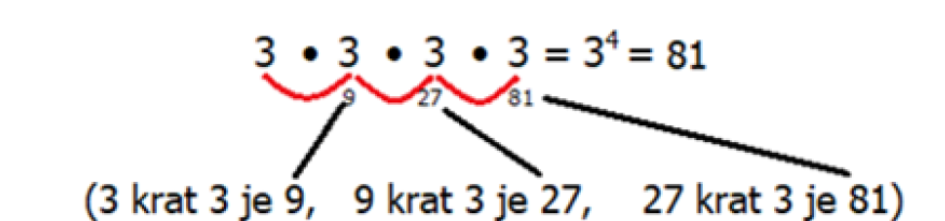 3 • 3 • 3 • 3 = 3⁴ = 81
9 27 81
(3 krat 3 je 9, 9 krat 3 je 27, 27 krat 3 je 81)